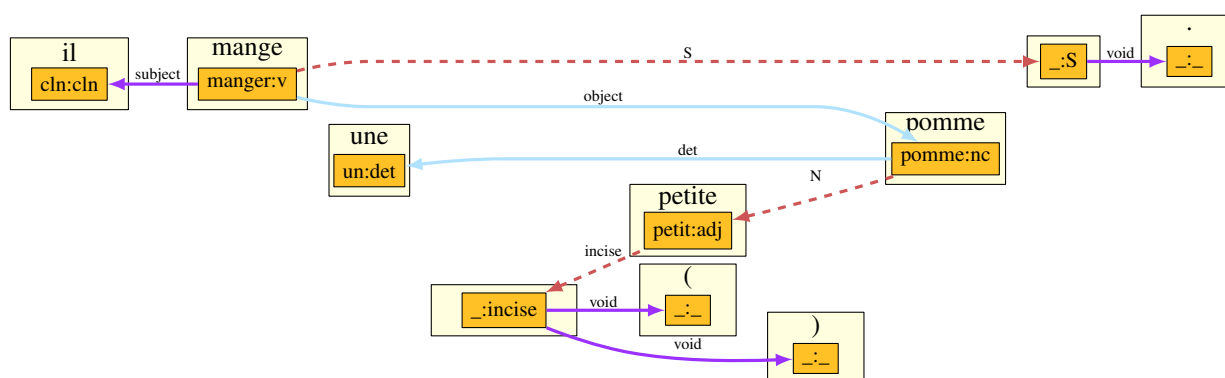 il
cln:cln
subject
mange
manger:v
S
_:S
void
.
_:_
object
une
un:det
det
pomme
pomme:nc
N
petite
petit:adj
incise
_:incise
void
(
_:_
void
)
_:_